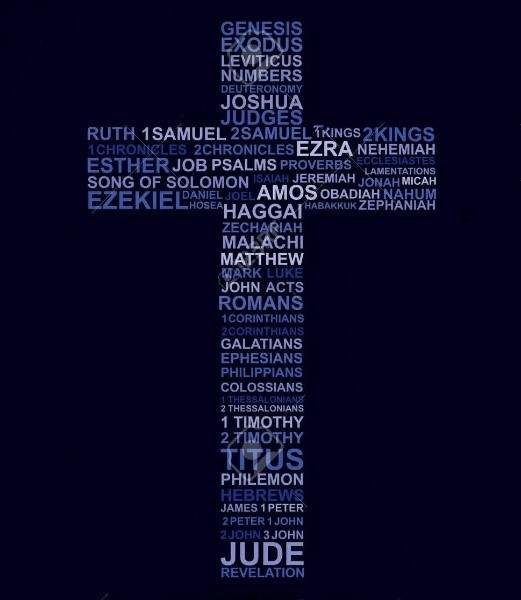 GENESIS
EXODUS
LEVITICUS
NUMBERS
DEUTERONOMY
JOSHUA
JUDGES
RUTH 1SAMUEL 2SAMUEL 1KINGS 2KINGS
1CHRONICLES 2CHRONICLES EZRA NEHEMIAH
ESTHER JOB PSALMS PROVERBS ECCLESIASTES
LAMENTATIONS
SONG OF SOLOMON ISAIAH JEREMIAH JONAH MICAH
EZEKIEL DANIEL JOEL AMOS OBADIAH NAHUM
HOSEA HAGGAI HABAKKUK ZEPHANIAH
ZECHARIAH
MALACHI
MATTHEW
MARK LUKE
JOHN ACTS
ROMANS
1CORINTHIANS
2CORINTHIANS
GALATIANS
EPHESIANS
PHILIPPIANS
COLOSSIANS
1 THESSALONIANS
2 THESSALONIANS
1 TIMOTHY
2 TIMOTHY
TITUS
PHILEMON
HEBREWS
JAMES 1PETER
2PETER 1JOHN
2JOHN 3JOHN
JUDE
REVELATION